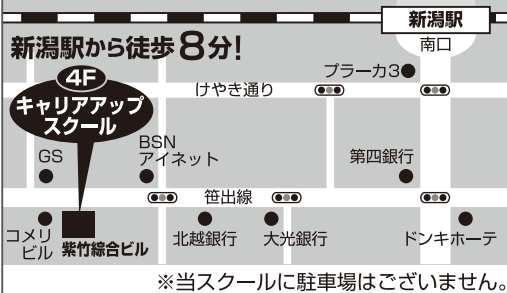 新潟駅
新潟駅から徒歩8分!
南口
プラーカ3
4F
けやき通り
キャリアアップ
スクール
BSN
アイネット
GS
第四銀行
笹出線
コメリ
ビル
紫竹綜合ビル
北越銀行
大光銀行
ドンキホーテ
※当スクールに駐車場はございません。